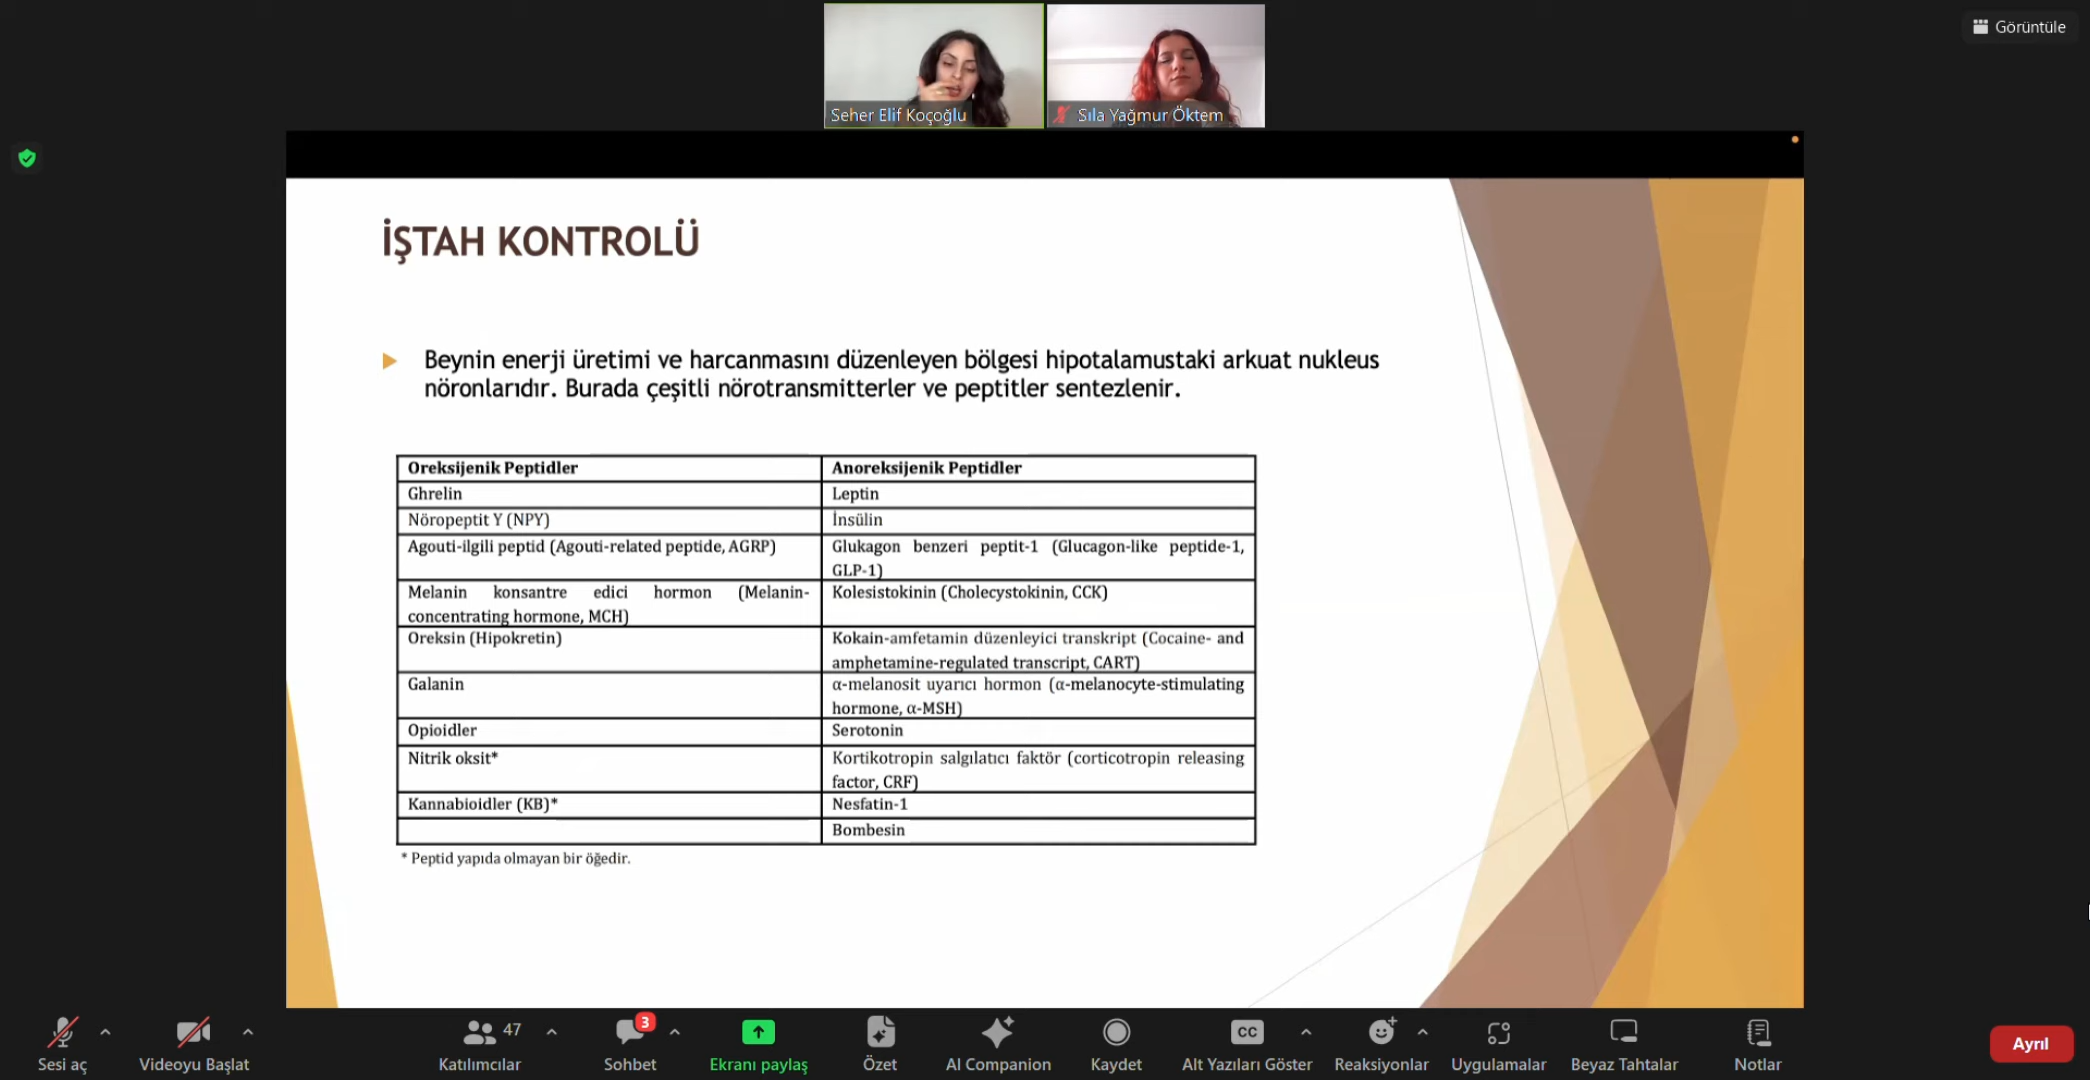 Görüntüle
Seher Elif Koçoğlu
Sıla Yağmur Öktem
İŞTAH KONTROLÜ
Beynin enerji üretimi ve harcanmasını düzenleyen bölgesi hipotalamustaki arkuat nukleus
nöronlarıdır. Burada çeşitli nörotransmitterler ve peptitler sentezlenir.
Oreksijenik Peptidler
Anoreksijenik Peptidler
Ghrelin
Leptin
Nöropeptit Y (NPY)
İnsülin
Agouti-ilgili peptid (Agouti-related peptide, AGRP)
Glukagon benzeri peptit-1 (Glucagon-like peptide-1,
GLP-1)
Melanin konsantre edici hormon (Melanin-
concentrating hormone, MCH)
Kolesistokinin (Cholecystokinin, CCK)
Oreksin (Hipokretin)
Kokain-amfetamin düzenleyici transkript (Cocaine- and
amphetamine-regulated transcript, CART)
Galanin
α-melanosit uyarıcı hormon (α-melanocyte-stimulating
hormone, α-MSH)
Opioidler
Serotonin
Nitrik oksit*
Kortikotropin salgılatıcı faktör (corticotropin releasing
factor, CRF)
Kannabioidler (KB)*
Nesfatin-1
Bombesin
* Peptid yapıda olmayan bir öğedir.
47
3
CC
Sesi aç
Videoyu Başlat
Katılımcılar
Sohbet
Ekranı paylaş
Özet
AI Companion
Kaydet
Alt Yazıları Göster
Reaksiyonlar
Uygulamalar
Beyaz Tahtalar
Notlar
Ayrıl